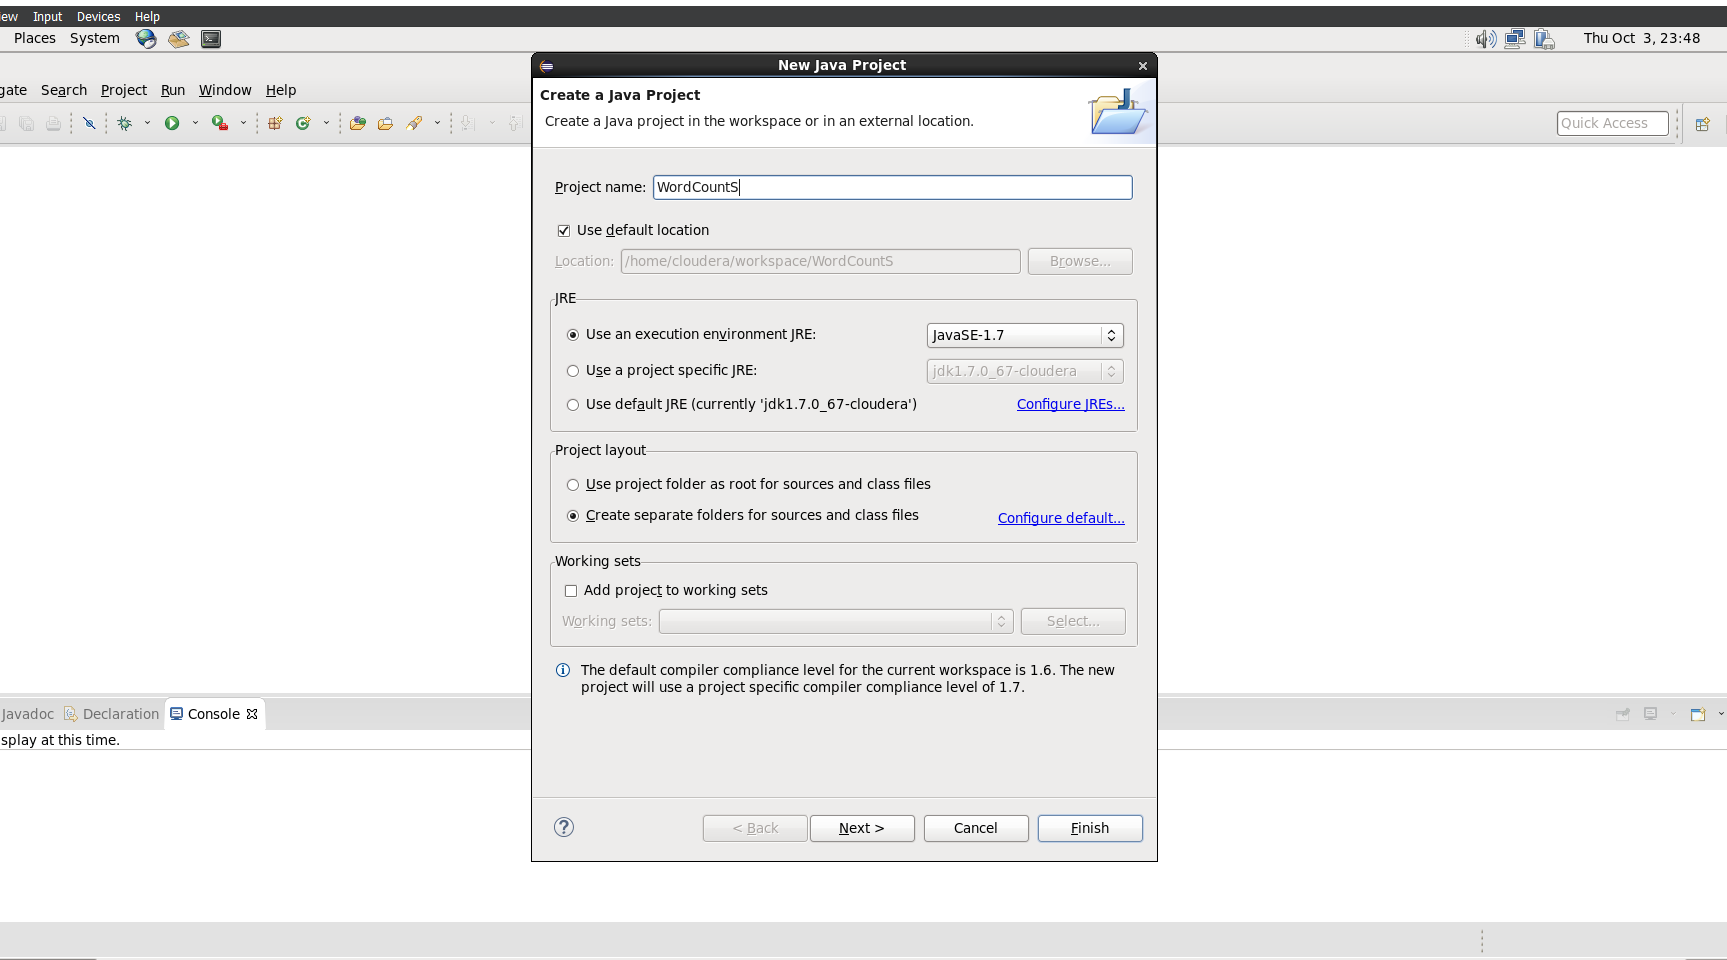 Input Devices Help
Places System
Thu Oct 3, 23:48
New Java Project
Create a Java Project
Create a Java project in the workspace or in an external location.
Search Project Run Window Help
Quick Access
Project name: WordCountS
Use default location
Location: /home/cloudera/workspace/WordCountS Browse...
JRE
Use an execution environment JRE: JavaSE-1.7
Use a project specific JRE: jdk1.7.0_67-cloudera
Use default JRE (currently 'jdk1.7.0_67-cloudera') Configure JREs...
Project layout
Use project folder as root for sources and class files
Create separate folders for sources and class files Configure default...
Working sets
Add project to working sets
Working sets: Select...
The default compiler compliance level for the current workspace is 1.6. The new
project will use a project specific compiler compliance level of 1.7.
Javadoc Declaration Console
splay at this time.
< Back Next > Cancel Finish